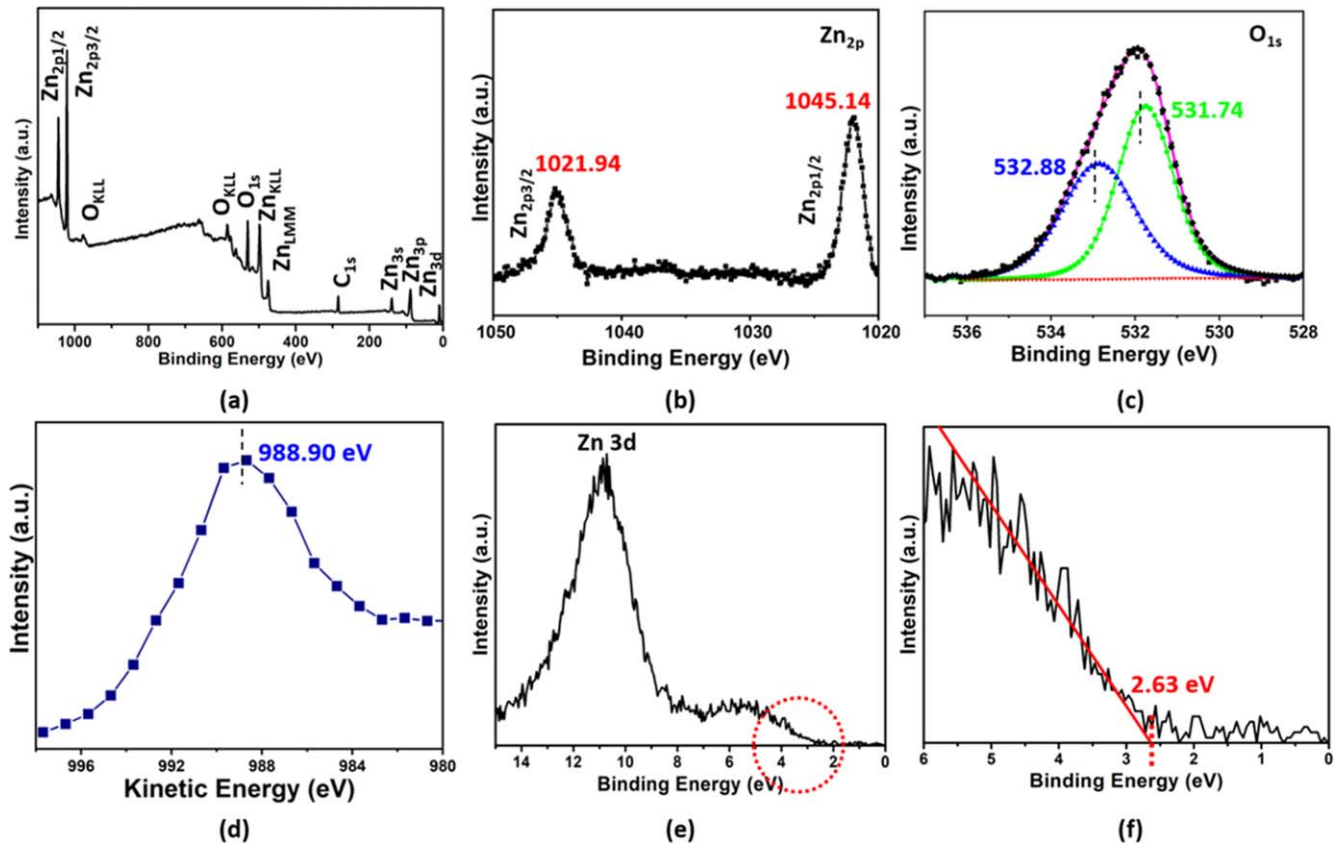 Intensity (a.u.)
Zn2p1/2
Zn2p3/2
OKLL
OKLL
O1s
ZnKLL
ZnLMM
C1s
Zn3s
Zn3p
Zn3d
1000 800 600 400 200 0
Binding Energy (eV)
(a)
Zn2p
Intensity (a.u.)
1045.14
1021.94
Zn2p3/2
Zn2p1/2
1050 1040 1030 1020
Binding Energy (eV)
(b)
O1s
Intensity (a.u.)
531.74
532.88
536 534 532 530 528
Binding Energy (eV)
(c)
988.90 eV
Intensity (a.u.)
996 992 988 984 980
Kinetic Energy (eV)
(d)
Zn 3d
Intensity (a.u.)
14 12 10 8 6 4 2 0
Binding Energy (eV)
(e)
Intensity (a.u.)
2.63 eV
6 5 4 3 2 1 0
Binding Energy (eV)
(f)